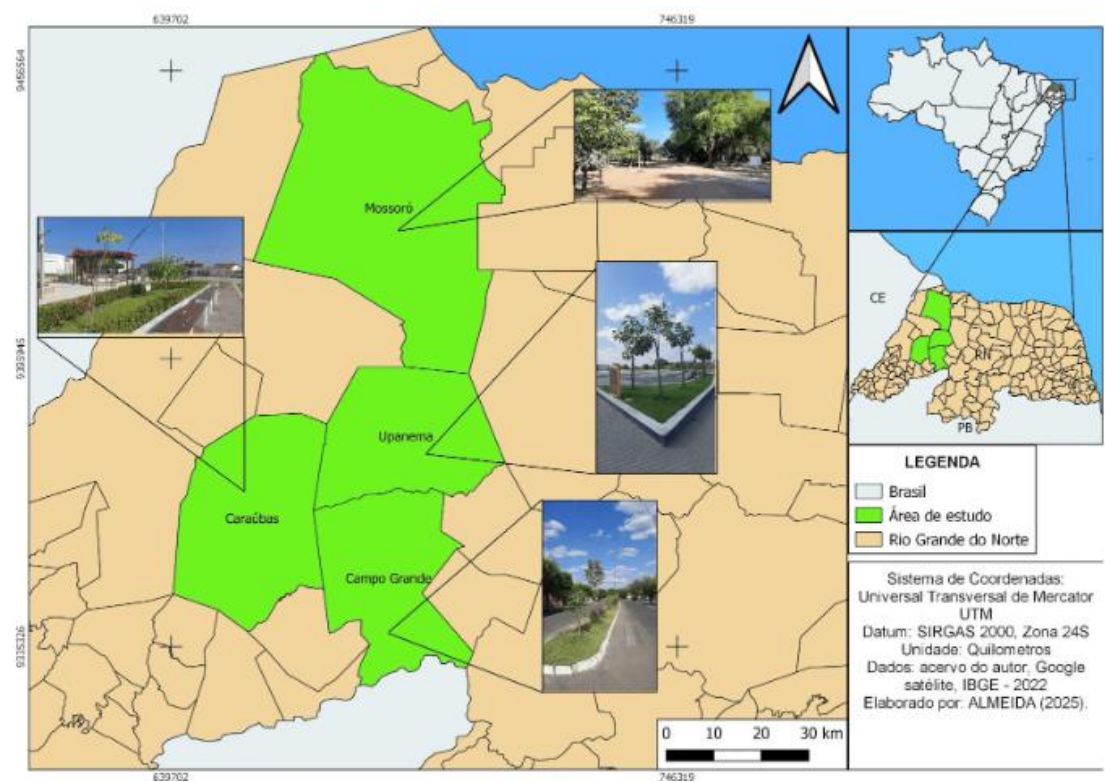 639702
746319
9456564
9395945
9335326
Mossoró
Upanema
Caraúbas
Campo Grande
0 10 20 30 km
639702
746319
CE
RN
PB
LEGENDA
Brasil
Área de estudo
Rio Grande do Norte
Sistema de Coordenadas:
Universal Transversal de Mercator
UTM
Datum: SIRGAS 2000, Zona 24S
Unidade: Quilometros
Dados: acervo do autor, Google
satélite, IBGE - 2022
Elaborado por: ALMEIDA (2025).